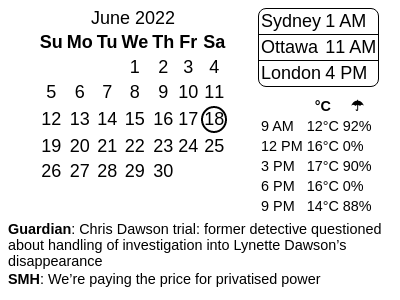 June 2022
Su Mo Tu We Th Fr Sa
1 2 3 4
5 6 7 8 9 10 11
12 13 14 15 16 17 18
19 20 21 22 23 24 25
26 27 28 29 30
Sydney 1 AM
Ottawa 11 AM
London 4 PM
°C ☂
9 AM 12°C 92%
12 PM 16°C 0%
3 PM 17°C 90%
6 PM 16°C 0%
9 PM 14°C 88%
Guardian: Chris Dawson trial: former detective questioned
about handling of investigation into Lynette Dawson’s
disappearance
SMH: We’re paying the price for privatised power